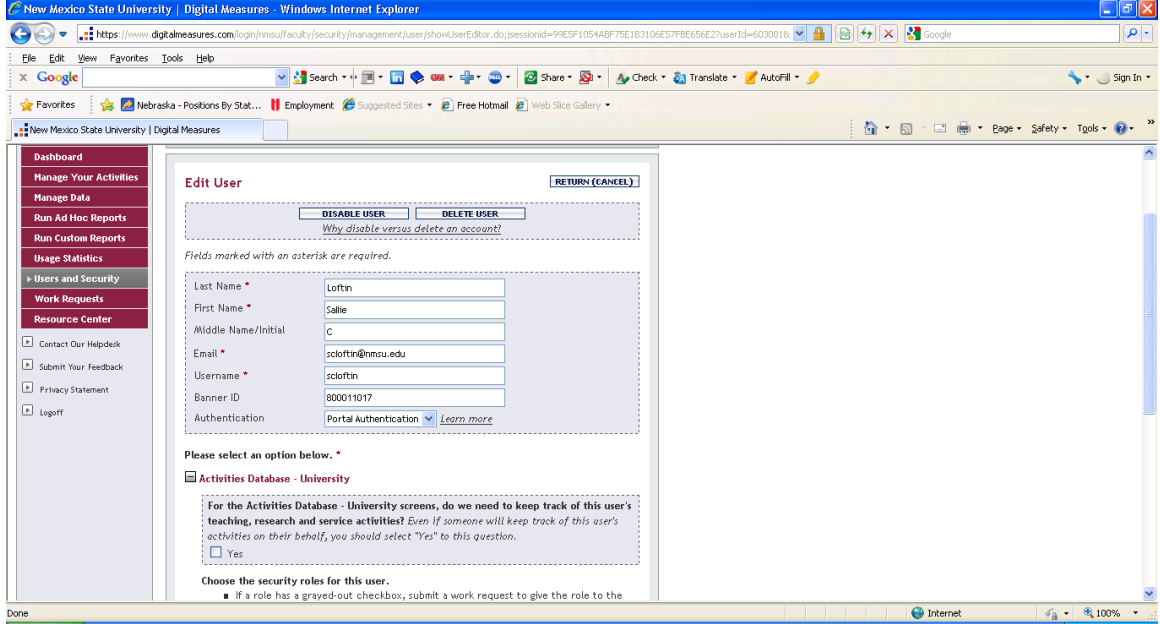 New Mexico State University | Digital Measures - Windows Internet Explorer
https://www.digitalmeasures.com/login/nmsu/faculty/security/management/user/showUserEditor.do;jsessionid=99E5F1054ABF75E1B3106E57FBE656E2?userId=603081& Google
File Edit View Favorites Tools Help
x Google Search Share Check Translate AutoFill Sign In
Favorites Nebraska - Positions By Stat... Employment Suggested Sites Free Hotmail Web Slice Gallery
New Mexico State University | Digital Measures Page Safety Tools »
Dashboard
Manage Your Activities
Manage Data
Run Ad Hoc Reports
Run Custom Reports
Usage Statistics
Users and Security
Work Requests
Resource Center
Contact Our Helpdesk
Submit Your Feedback
Privacy Statement
Logoff
Edit User RETURN (CANCEL)
DISABLE USER DELETE USER
Why disable versus delete an account?
Fields marked with an asterisk are required.
Last Name * Loftin
First Name * Sallie
Middle Name/Initial C
Email * scloftin@nmsu.edu
Username * scloftin
Banner ID 800011017
Authentication Portal Authentication Learn more
Please select an option below. *
Activities Database - University
For the Activities Database - University screens, do we need to keep track of this user's
teaching, research and service activities? Even if someone will keep track of this user's
activities on their behalf, you should select "Yes" to this question.
Yes
Choose the security roles for this user.
■ If a role has a grayed-out checkbox, submit a work request to give the role to the
Done Internet 100%